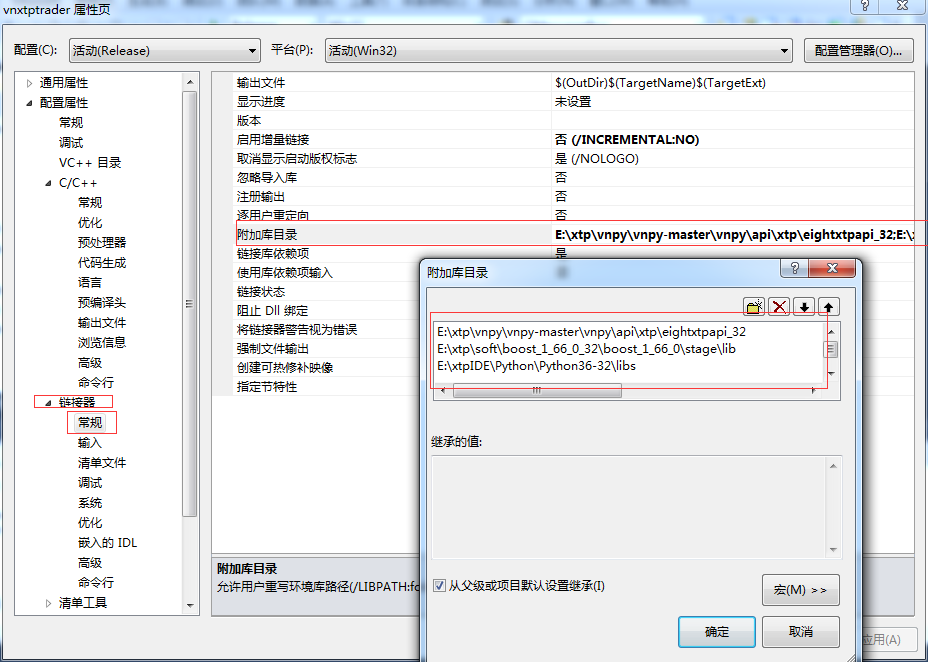 vnxtptrader 属性页
配置(C): 活动(Release) 平台(P): 活动(Win32) 配置管理器(O)...
通用属性
配置属性
常规
调试
VC++ 目录
C/C++
常规
优化
预处理器
代码生成
语言
预编译头
输出文件
浏览信息
高级
命令行
链接器
常规
输入
清单文件
调试
系统
优化
嵌入的 IDL
高级
命令行
清单工具
输出文件 $(OutDir)$(TargetName)$(TargetExt)
显示进度 未设置
版本
启用增量链接 否 (/INCREMENTAL:NO)
取消显示启动版权标志 是 (/NOLOGO)
忽略导入库 否
注册输出 否
逐用户重定向 否
附加库目录 E:\xtp\vnpy\vnpy-master\vnpy\api\xtp\eightxtpapi_32;E:\
链接库依赖项 是
使用库依赖项输入
链接状态
阻止 Dll 绑定
将链接器警告视为错误
强制文件输出
创建可热修补映像
指定节特性
附加库目录
允许用户重写环境库路径(/LIBPATH:fo
附加库目录
E:\xtp\vnpy\vnpy-master\vnpy\api\xtp\eightxtpapi_32
E:\xtp\soft\boost_1_66_0_32\boost_1_66_0\stage\lib
E:\xtpIDE\Python\Python36-32\libs
继承的值:
从父级或项目默认设置继承(I)
宏(M) >>
确定 取消
应用(A)